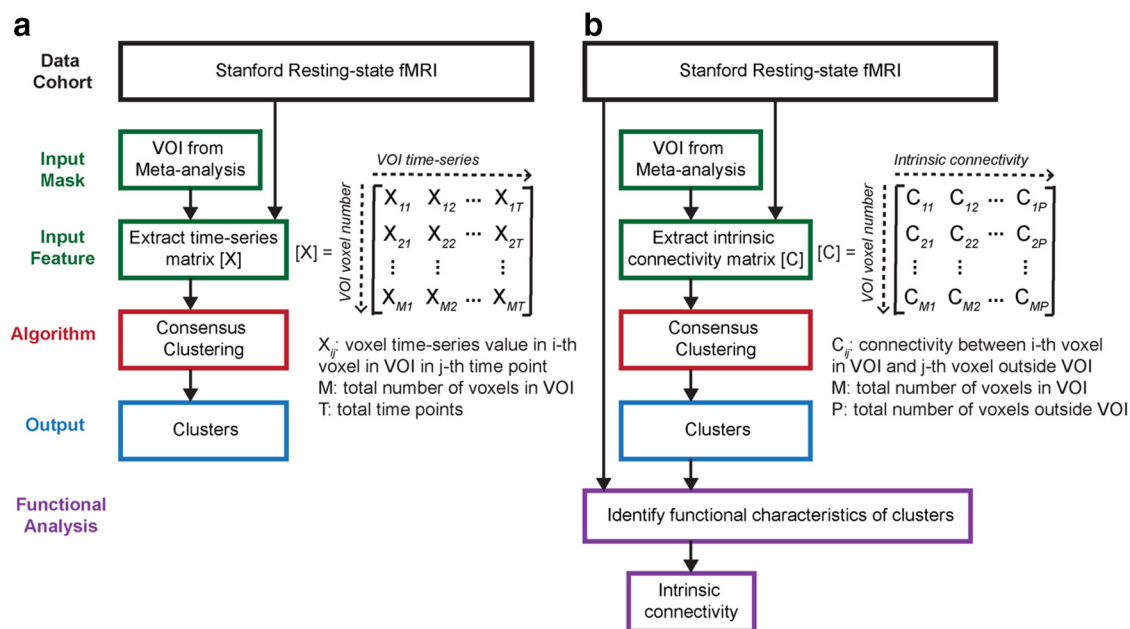 a
Data
Cohort
Stanford Resting-state fMRI
Input
Mask
VOI from
Meta-analysis
Input
Feature
Extract time-series
matrix [X]
[X] =
VOI time-series
VOI voxel number
X11 X12 ... X1T
X21 X22 ... X2T
⋮ ⋮ ⋮
XM1 XM2 ... XMT
Algorithm
Consensus
Clustering
Xij: voxel time-series value in i-th
voxel in VOI in j-th time point
M: total number of voxels in VOI
T: total time points
Output
Clusters
Functional
Analysis
b
Stanford Resting-state fMRI
VOI from
Meta-analysis
Extract intrinsic
connectivity matrix [C]
[C] =
Intrinsic connectivity
VOI voxel number
C11 C12 ... C1P
C21 C22 ... C2P
⋮ ⋮ ⋮
CM1 CM2 ... CMP
Consensus
Clustering
Cij: connectivity between i-th voxel
in VOI and j-th voxel outside VOI
M: total number of voxels in VOI
P: total number of voxels outside VOI
Clusters
Identify functional characteristics of clusters
Intrinsic
connectivity